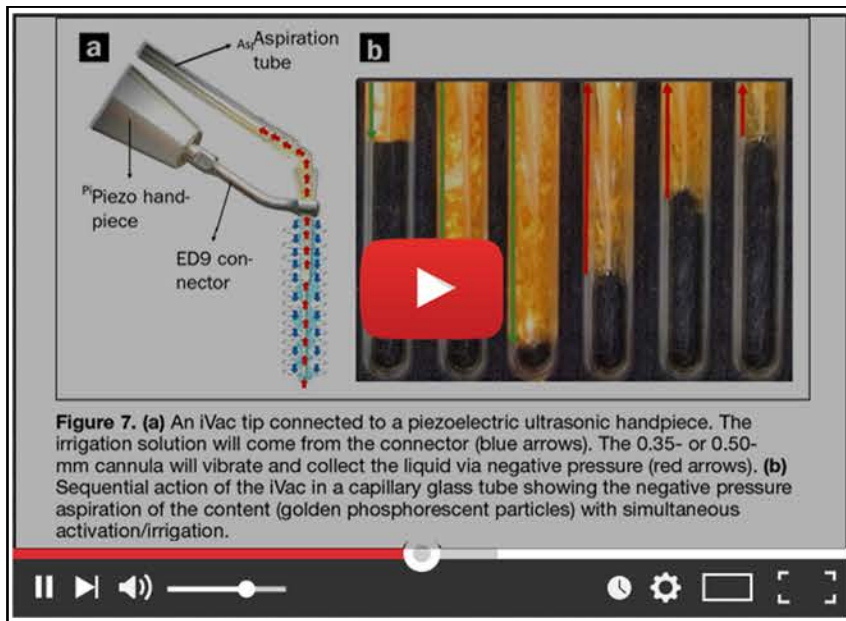 a
b
AspAspiration
tube
PiPiezo hand-
piece
ED9 con-
nector
Figure 7. (a) An iVac tip connected to a piezoelectric ultrasonic handpiece. The
irrigation solution will come from the connector (blue arrows). The 0.35- or 0.50-
mm cannula will vibrate and collect the liquid via negative pressure (red arrows). (b)
Sequential action of the iVac in a capillary glass tube showing the negative pressure
aspiration of the content (golden phosphorescent particles) with simultaneous
activation/irrigation.